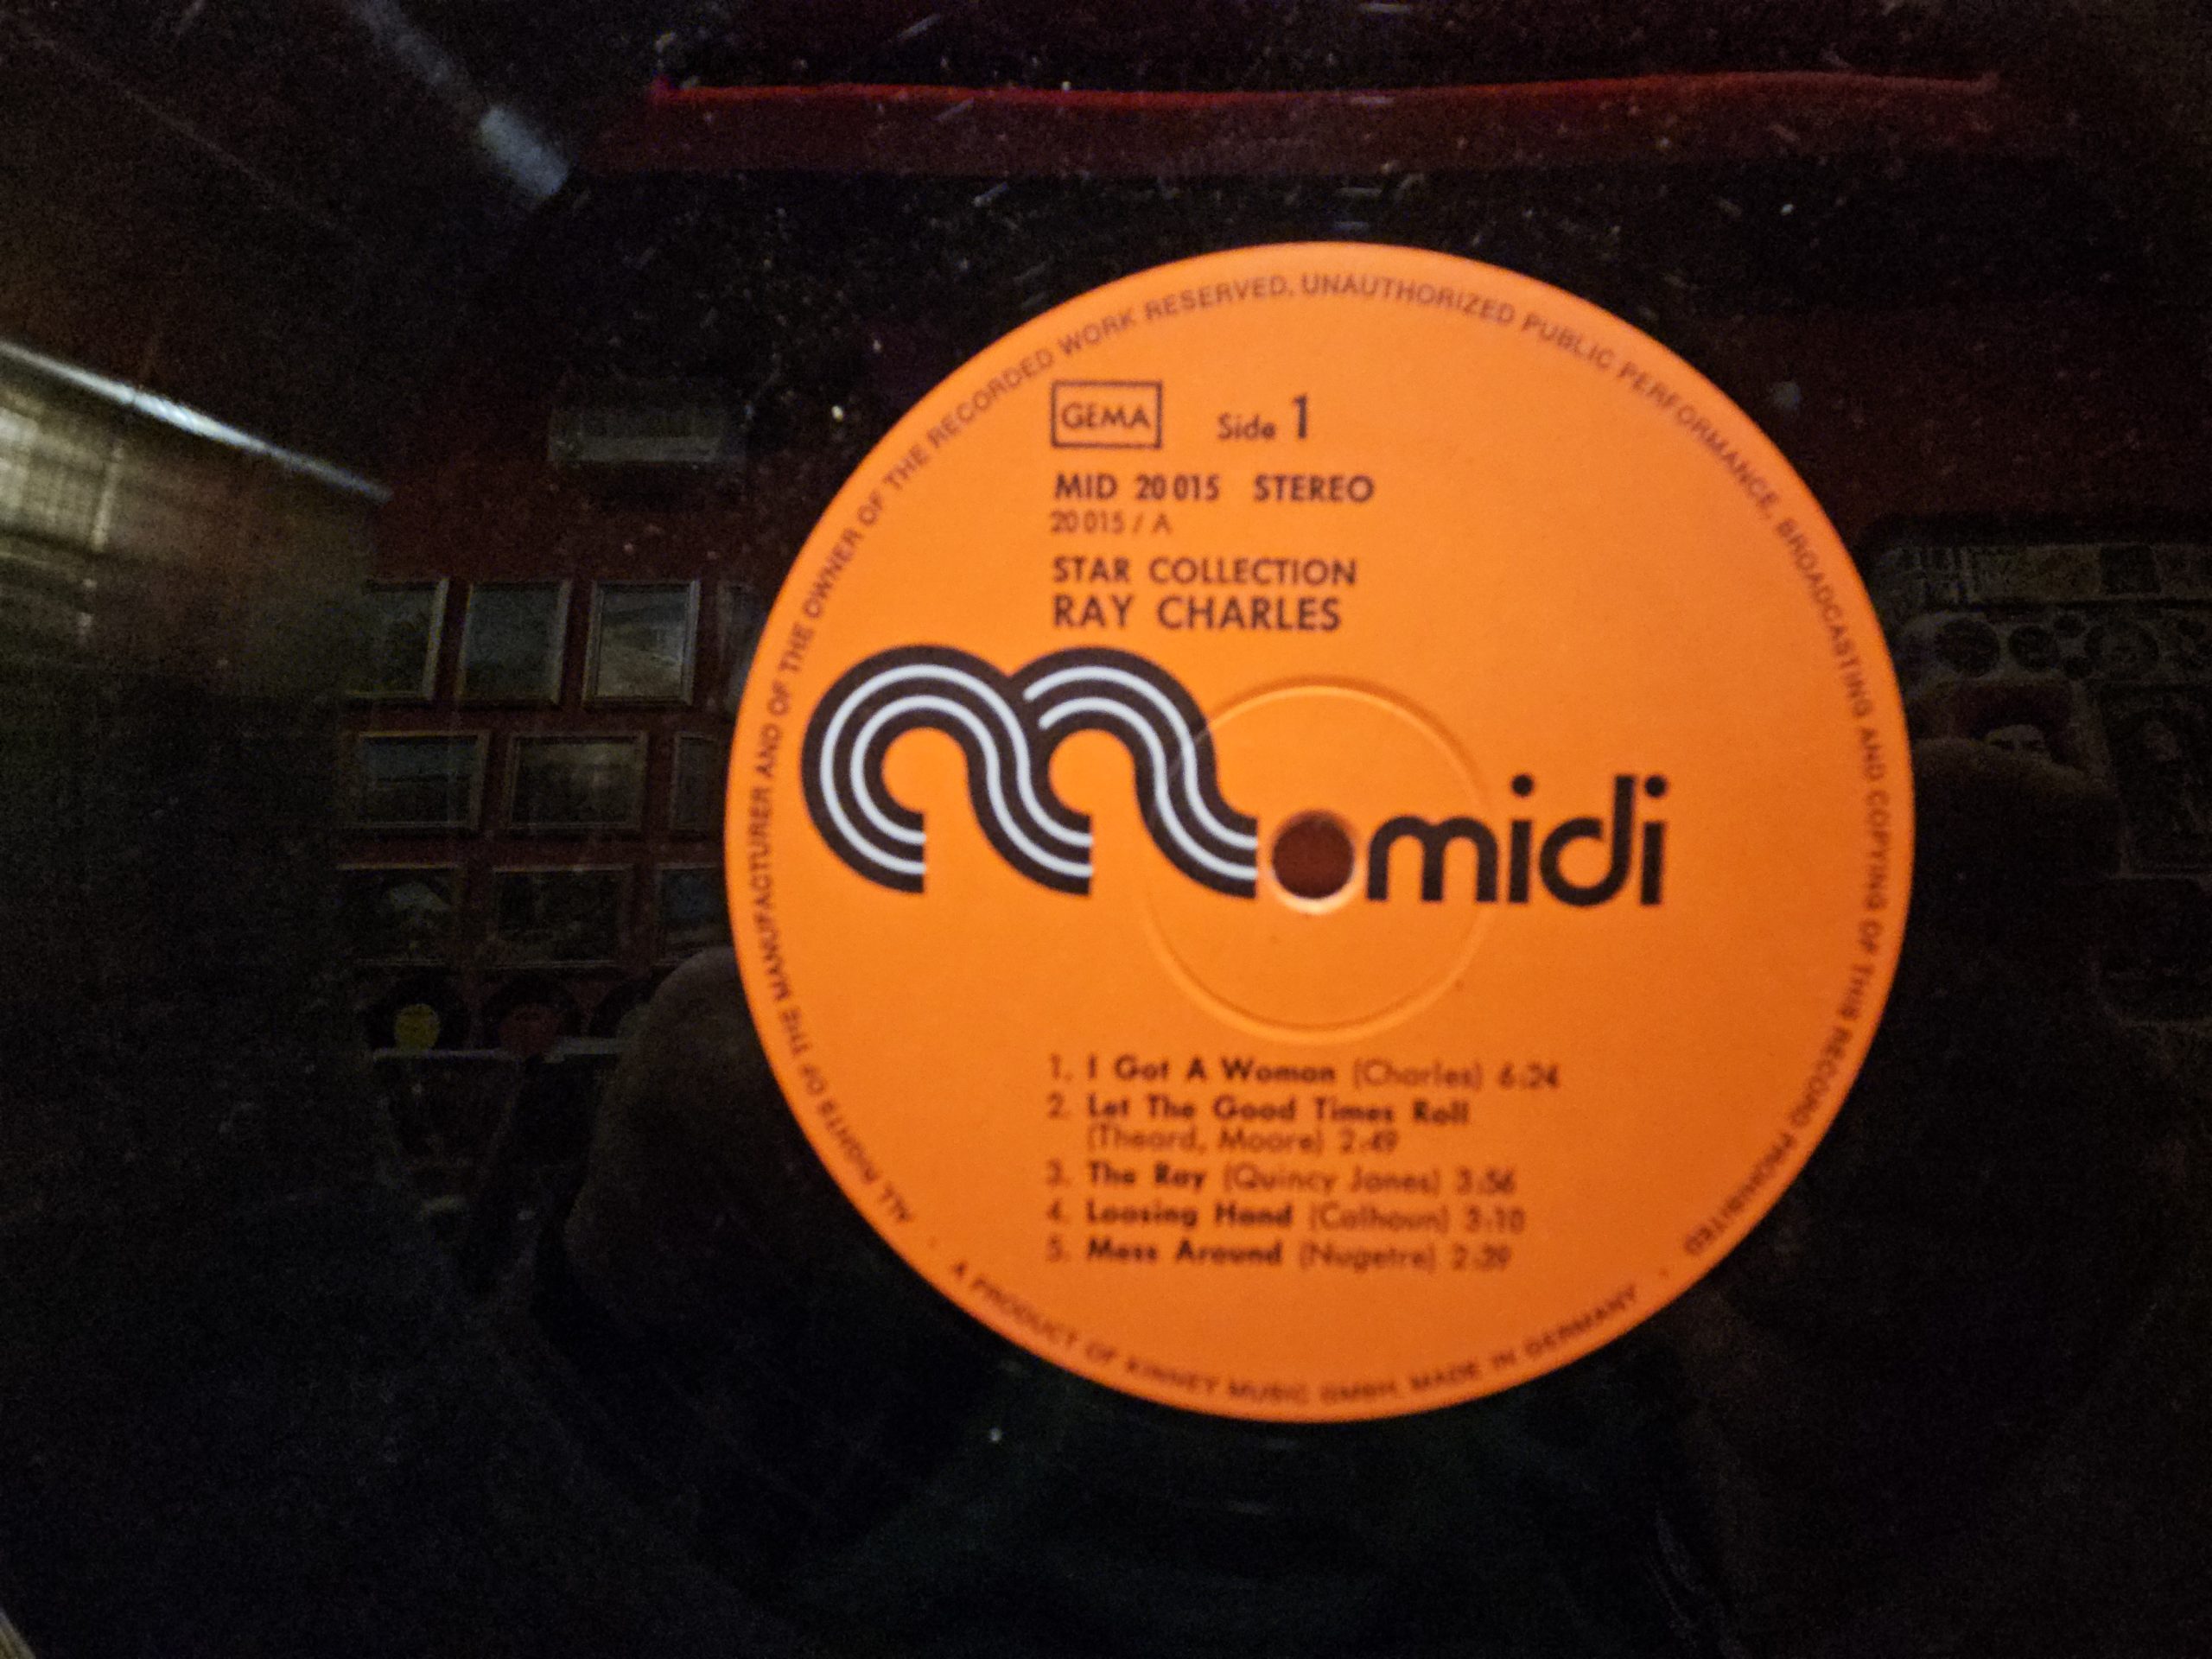 GEMA Side 1
MID 20015 STEREO
20015 / A
STAR COLLECTION
RAY CHARLES
midi
1. I Got A Woman (Charles) 6:24
2. Let The Good Times Roll
(Theard, Moore) 2:49
3. The Ray (Quincy Jones) 3:56
4. Loosing Hand (Calhoun) 3:10
5. Mess Around (Nugetre) 2:39
ALL RIGHTS OF THE MANUFACTURER AND OF THE OWNER OF THE RECORDED WORK RESERVED. UNAUTHORIZED PUBLIC PERFORMANCE, BROADCASTING AND COPYING OF THIS RECORD PROHIBITED
A PRODUCT OF KINNEY MUSIC GMBH. MADE IN GERMANY